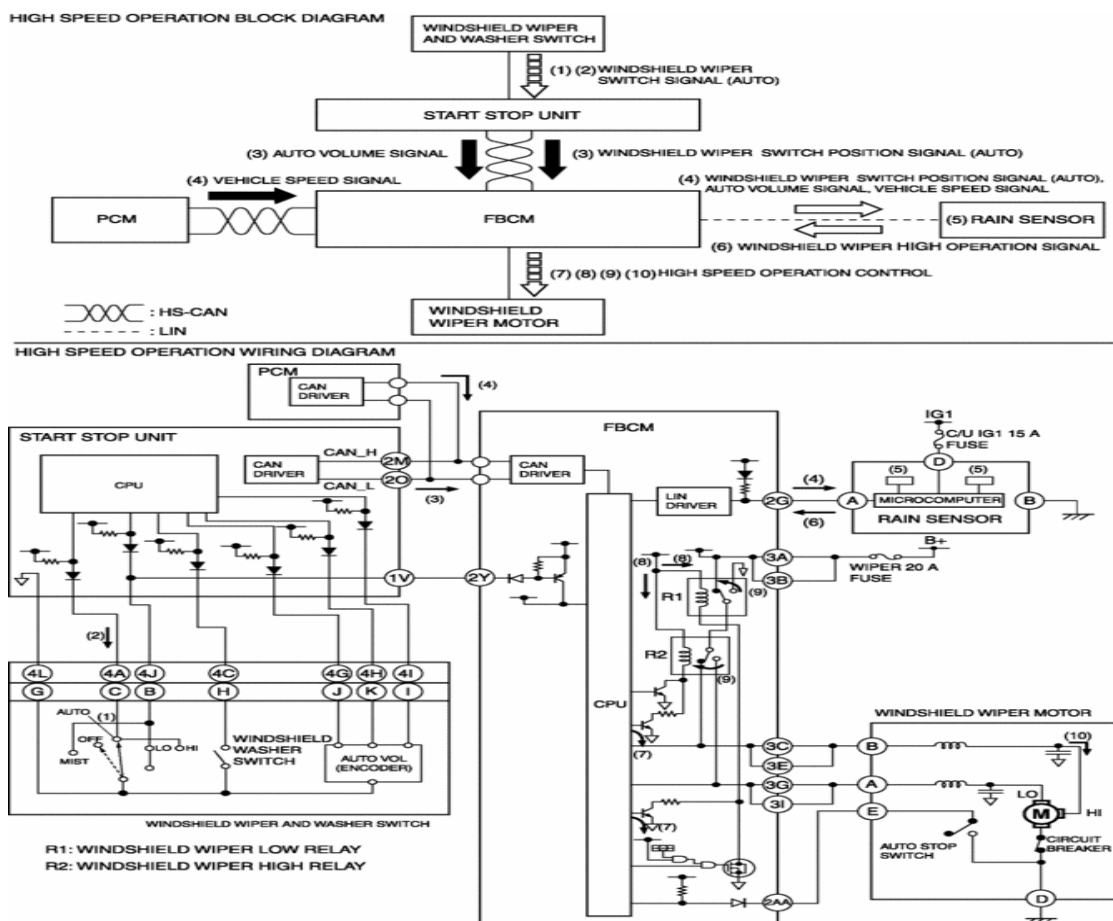 HIGH SPEED OPERATION BLOCK DIAGRAM
WINDSHIELD WIPER
AND WASHER SWITCH
(1) (2) WINDSHIELD WIPER
SWITCH SIGNAL (AUTO)
START STOP UNIT
(3) AUTO VOLUME SIGNAL
(3) WINDSHIELD WIPER SWITCH POSITION SIGNAL (AUTO)
(4) VEHICLE SPEED SIGNAL
(4) WINDSHIELD WIPER SWITCH POSITION SIGNAL (AUTO),
AUTO VOLUME SIGNAL, VEHICLE SPEED SIGNAL
PCM
FBCM
(5) RAIN SENSOR
(6) WINDSHIELD WIPER HIGH OPERATION SIGNAL
(7) (8) (9) (10) HIGH SPEED OPERATION CONTROL
WINDSHIELD
WIPER MOTOR
: HS-CAN
: LIN
HIGH SPEED OPERATION WIRING DIAGRAM
PCM
CAN
DRIVER
(4)
START STOP UNIT
CPU
CAN
DRIVER
CAN_H
CAN_L
2M
2O
(3)
1V
FBCM
CAN
DRIVER
LIN
DRIVER
2G
(4)
(6)
IG1
C/U IG1 15 A
FUSE
D
(5) (5)
A
MICROCOMPUTER
B
RAIN SENSOR
B+
WIPER 20 A
FUSE
3A
3B
2Y
(8) (8)
R1
(9)
R2
(9)
CPU
(7)
(7)
3C
3E
3G
3I
2AA
(2)
4L 4A 4J 4C 4G 4H 4I
G C B H J K I
AUTO
(1)
OFF
LO
HI
MIST
WINDSHIELD
WASHER
SWITCH
AUTO VOL
(ENCODER)
WINDSHIELD WIPER AND WASHER SWITCH
WINDSHIELD WIPER MOTOR
B
A
E
(10)
LO
M
HI
AUTO STOP
SWITCH
CIRCUIT
BREAKER
D
R1: WINDSHIELD WIPER LOW RELAY
R2: WINDSHIELD WIPER HIGH RELAY